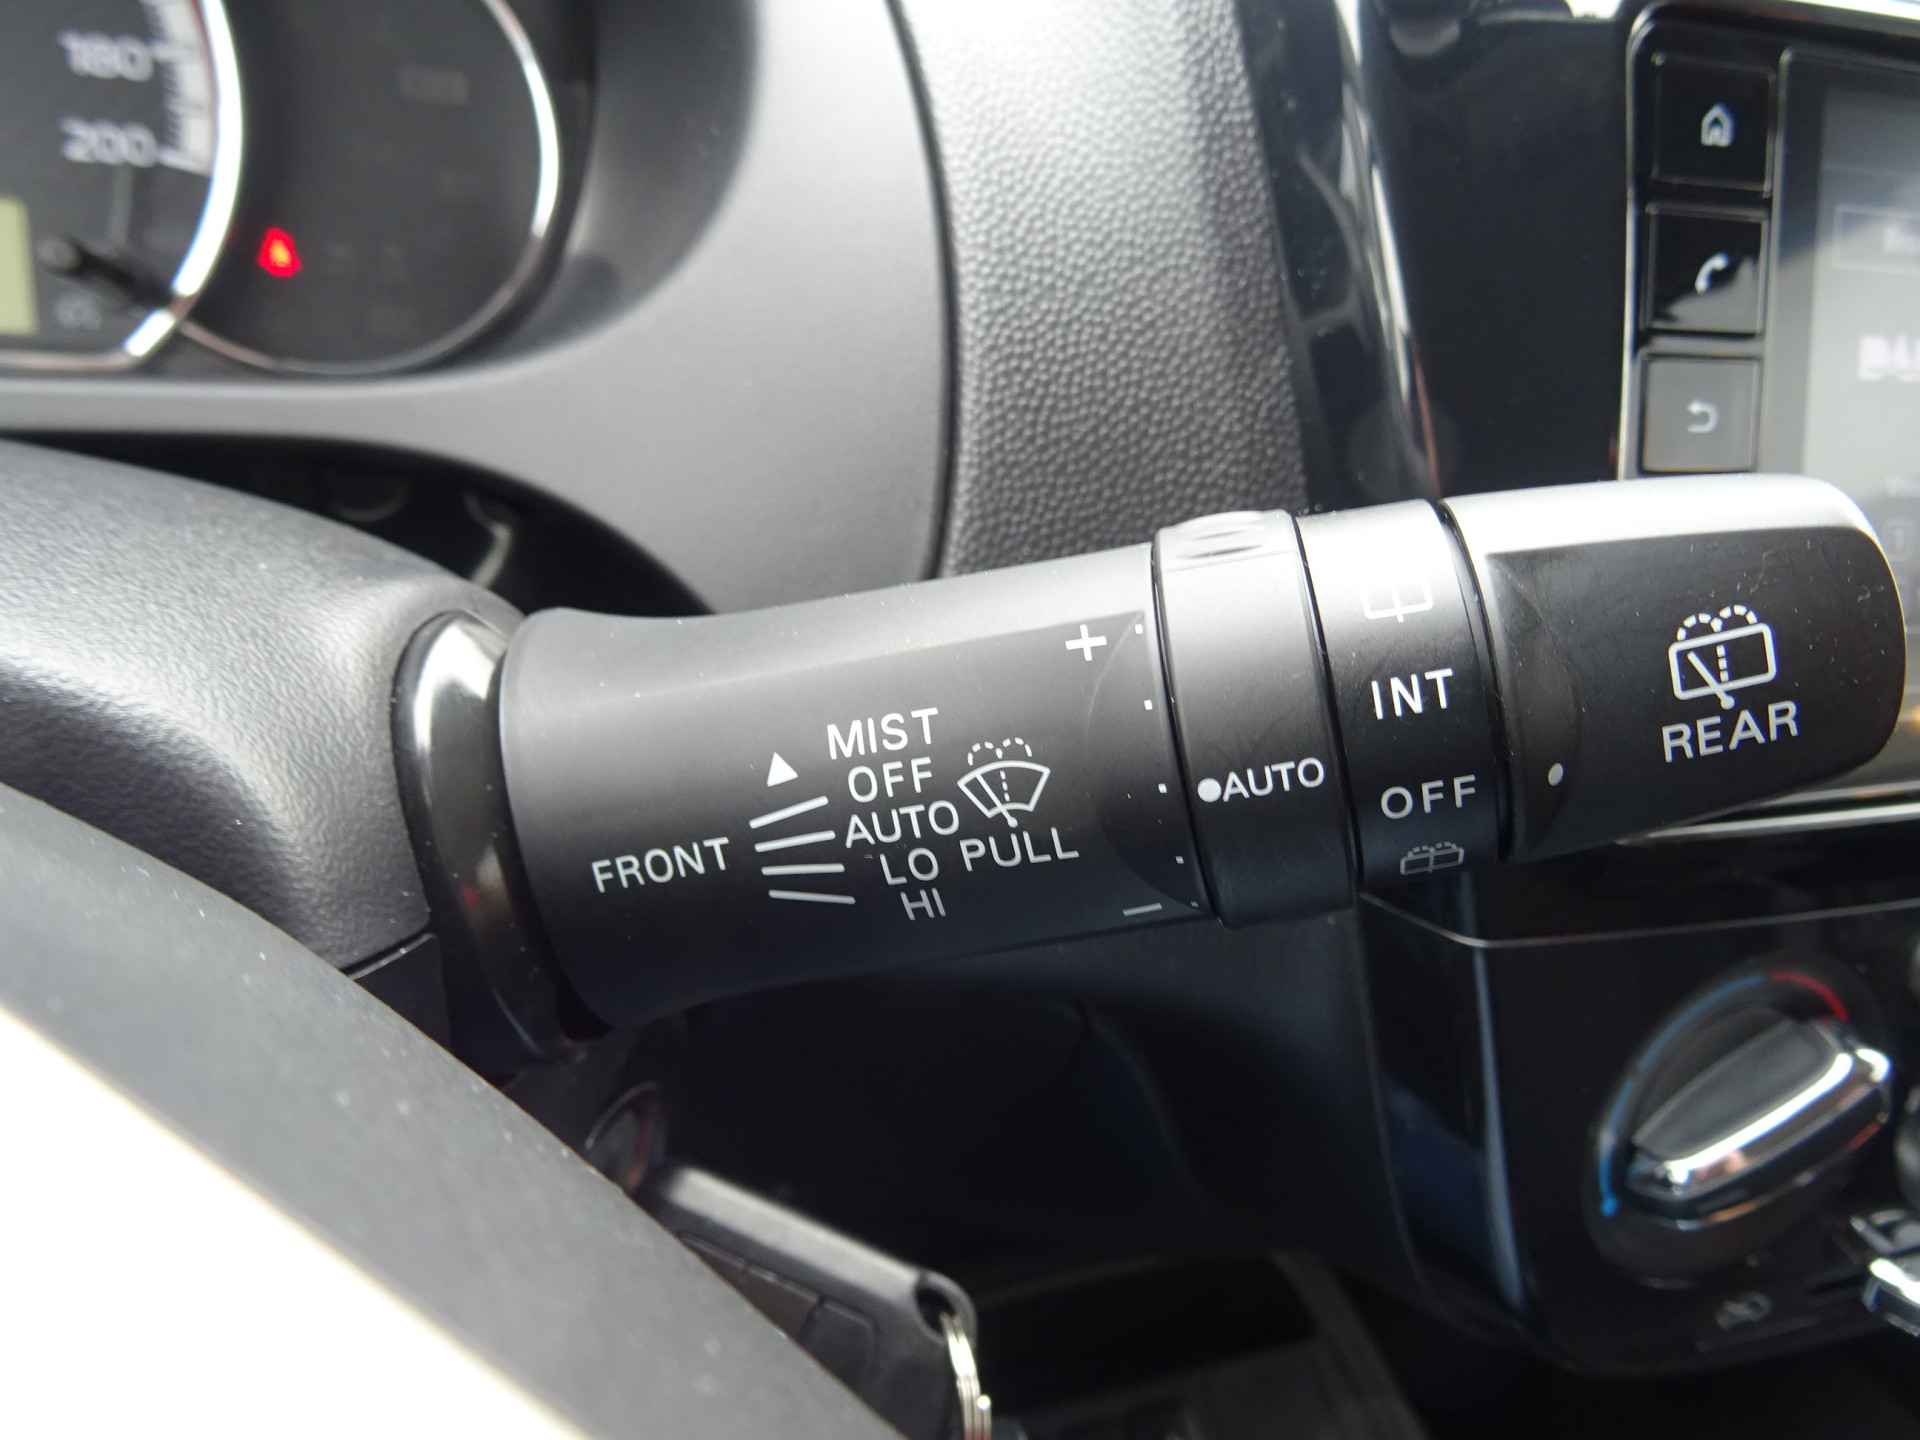 180
200
+
MIST
OFF
AUTO
FRONT
LO PULL
HI
−
AUTO
INT
OFF
REAR